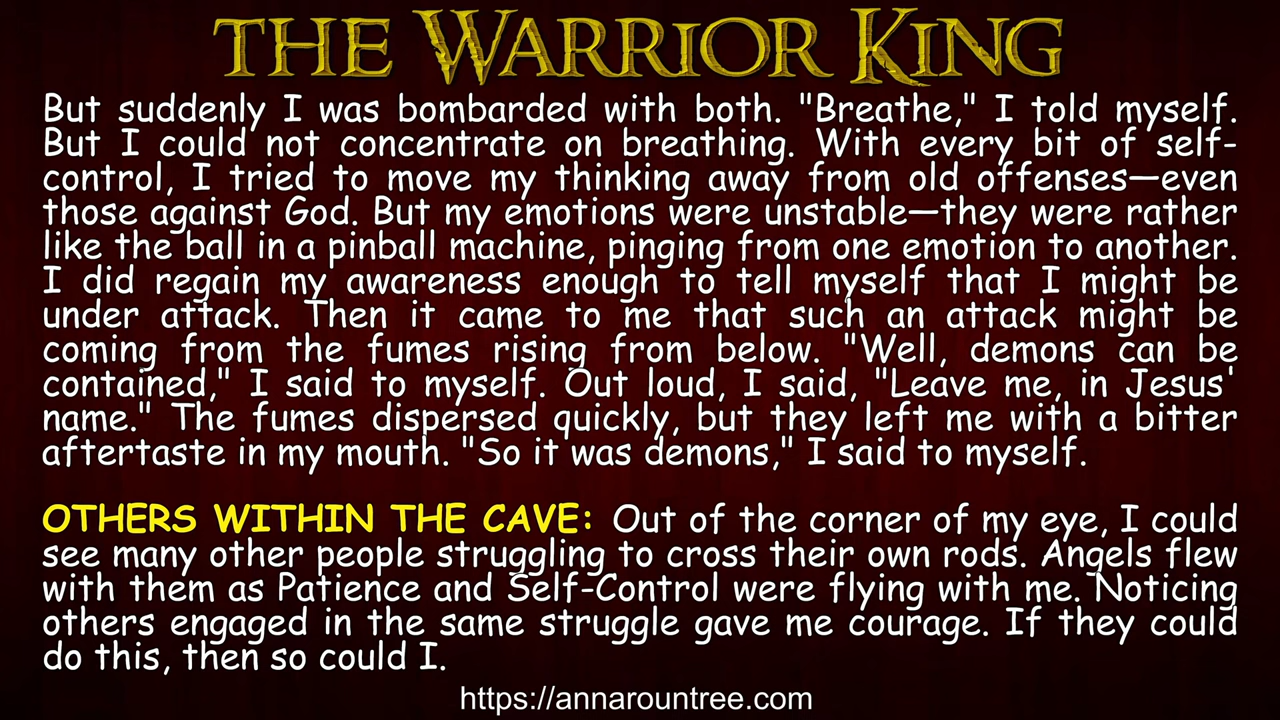 THE WARRIOR KING
But suddenly I was bombarded with both. "Breathe," I told myself.
But I could not concentrate on breathing. With every bit of self-
control, I tried to move my thinking away from old offenses—even
those against God. But my emotions were unstable—they were rather
like the ball in a pinball machine, pinging from one emotion to another.
I did regain my awareness enough to tell myself that I might be
under attack. Then it came to me that such an attack might be
coming from the fumes rising from below. "Well, demons can be
contained," I said to myself. Out loud, I said, "Leave me, in Jesus'
name." The fumes dispersed quickly, but they left me with a bitter
aftertaste in my mouth. "So it was demons," I said to myself.
OTHERS WITHIN THE CAVE: Out of the corner of my eye, I could
see many other people struggling to cross their own rods. Angels flew
with them as Patience and Self-Control were flying with me. Noticing
others engaged in the same struggle gave me courage. If they could
do this, then so could I.
https://annarountree.com